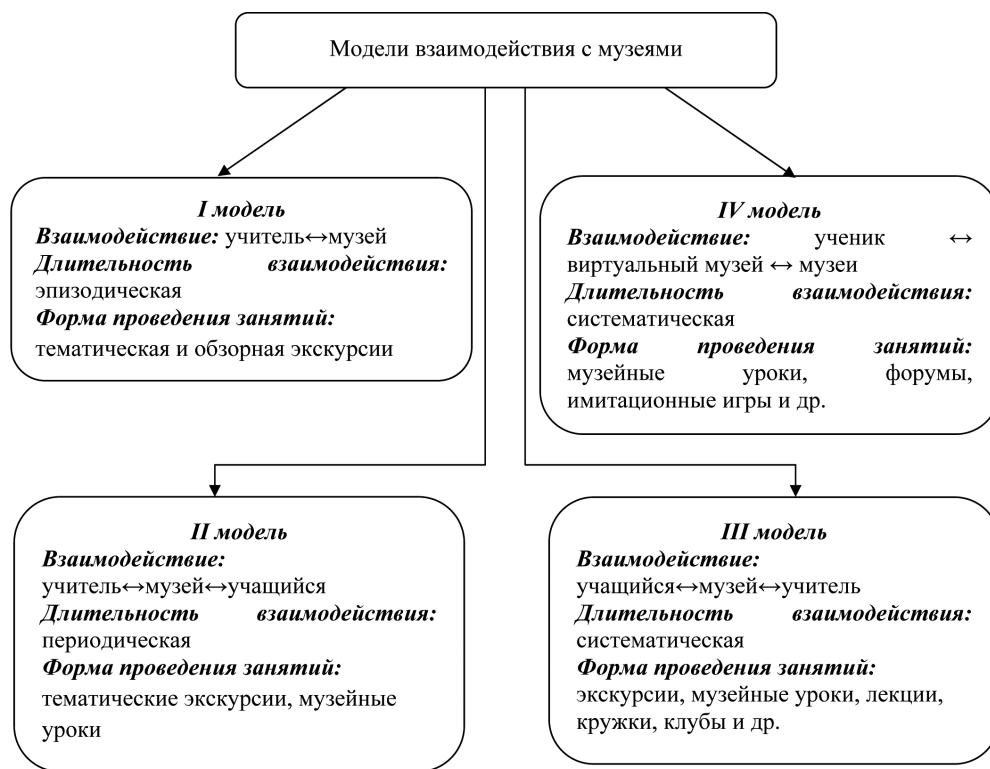 Модели взаимодействия с музеями
I модель
Взаимодействие: учитель↔музей
Длительность взаимодействия:
эпизодическая
Форма проведения занятий:
тематическая и обзорная экскурсии
IV модель
Взаимодействие: ученик ↔
виртуальный музей ↔ музеи
Длительность взаимодействия:
систематическая
Форма проведения занятий:
музейные уроки, форумы,
имитационные игры и др.
II модель
Взаимодействие:
учитель↔музей↔учащийся
Длительность взаимодействия:
периодическая
Форма проведения занятий:
тематические экскурсии, музейные
уроки
III модель
Взаимодействие:
учащийся↔музей↔учитель
Длительность взаимодействия:
систематическая
Форма проведения занятий:
экскурсии, музейные уроки, лекции,
кружки, клубы и др.